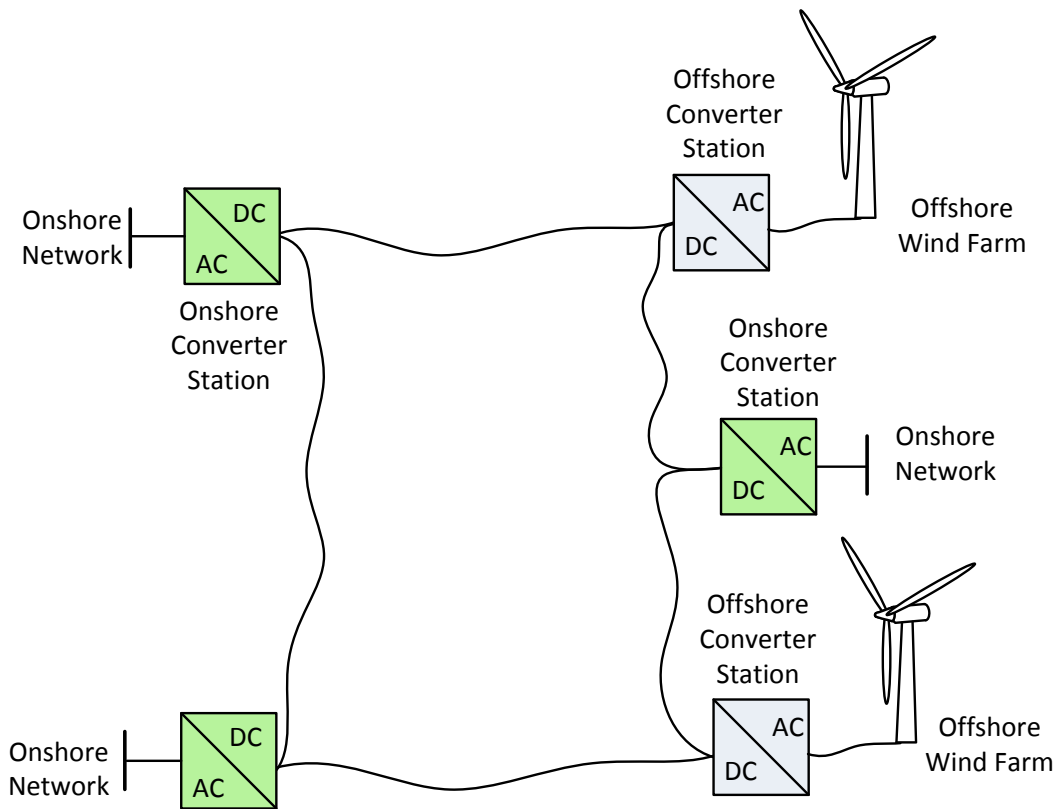 Offshore
Converter
Station
AC
DC
Offshore
Wind Farm
Onshore
Network
DC
AC
Onshore
Converter
Station
Onshore
Converter
Station
AC
DC
Onshore
Network
Offshore
Converter
Station
AC
DC
Offshore
Wind Farm
Onshore
Network
DC
AC